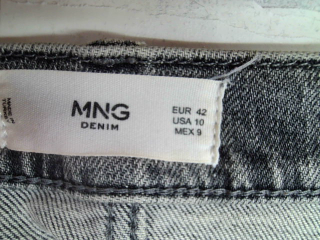 MNG
DENIM
EUR 42
USA 10
MEX 9